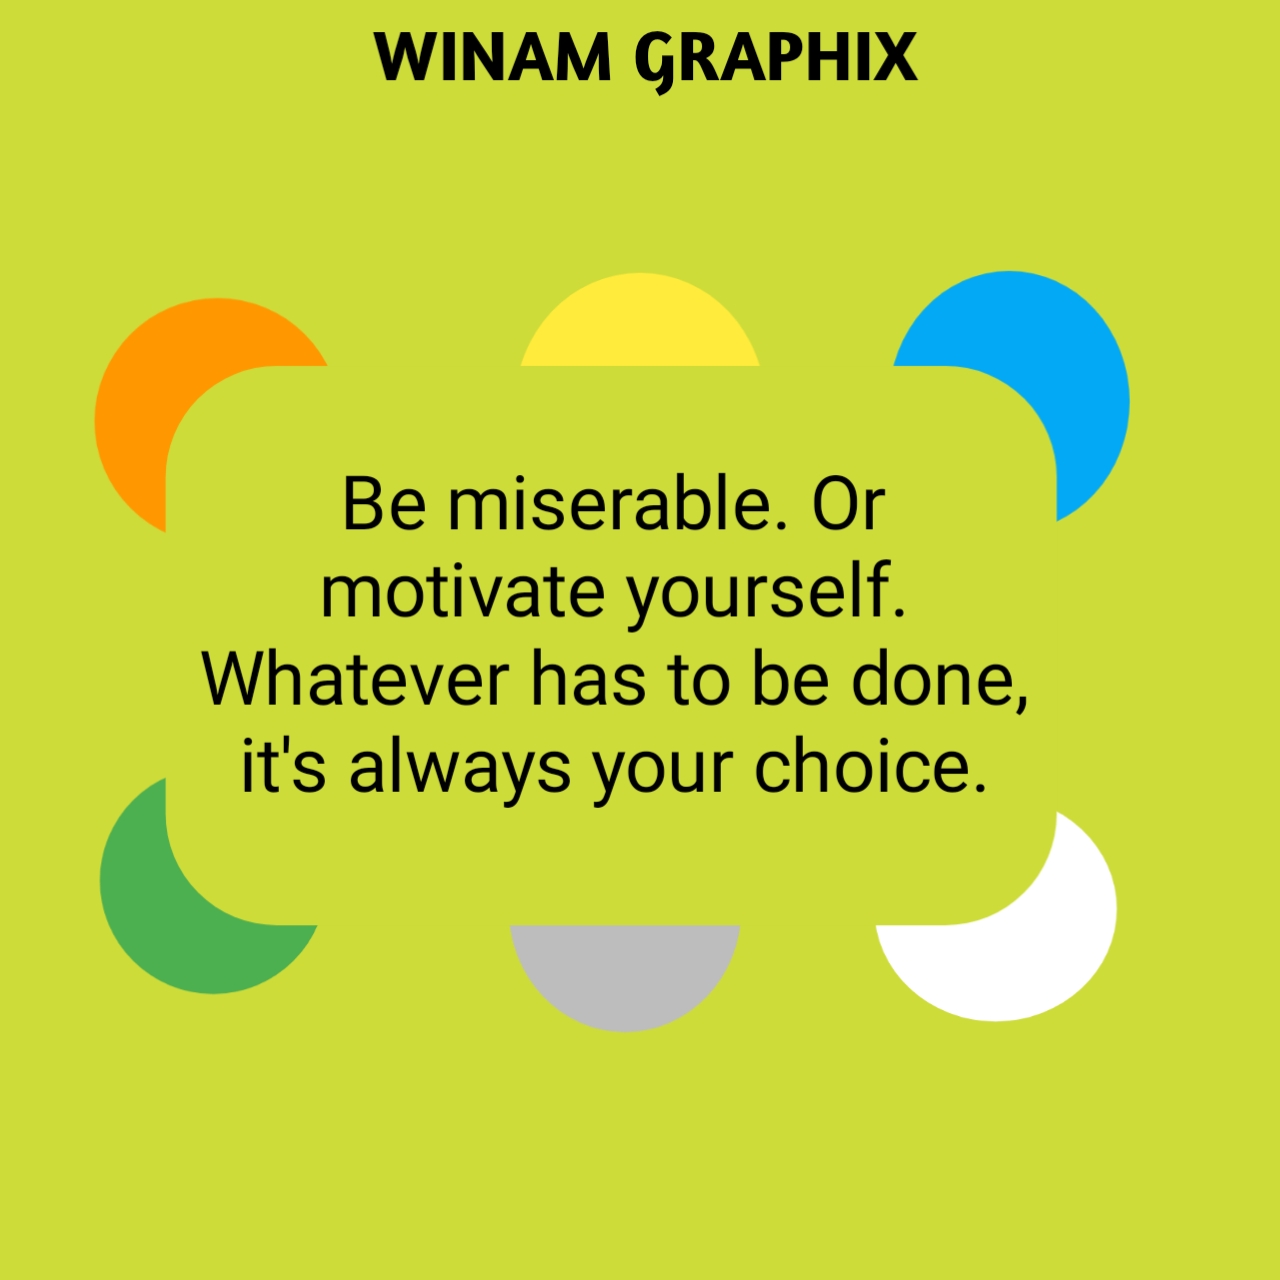 WINAM GRAPHIX
Be miserable. Or
motivate yourself.
Whatever has to be done,
it's always your choice.